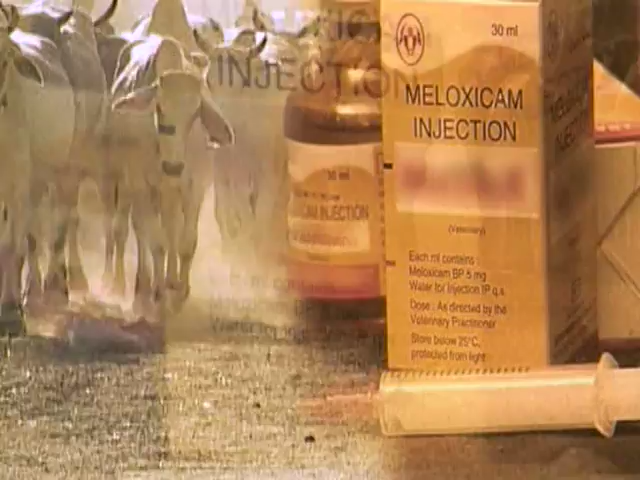 INJECTION
30 ml
MELOXICAM
INJECTION
(Veterinary)
Each ml contains :
Meloxicam BP 5 mg
Water for Injection IP q.s.
Dose : As directed by the
Veterinary Practitioner
Store below 25°C,
protected from light
30 ml
INJECTION